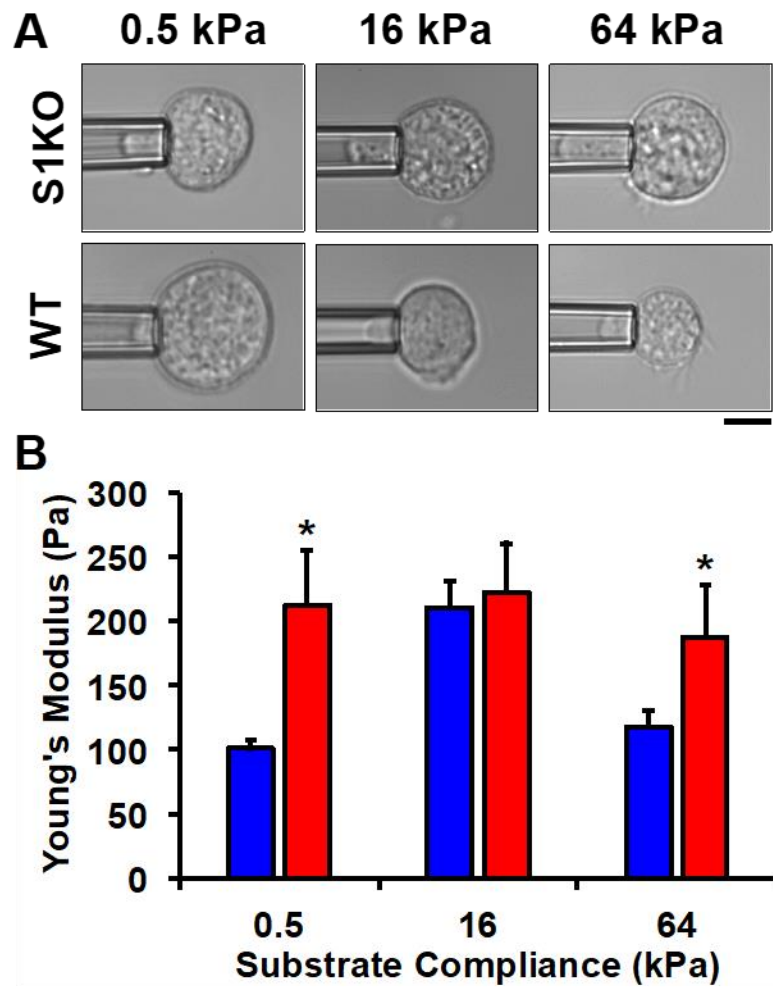 A
0.5 kPa 16 kPa 64 kPa
S1KO
WT
B
Young's Modulus (Pa)
300
*
250
*
200
150
100
50
0
0.5 16 64
Substrate Compliance (kPa)